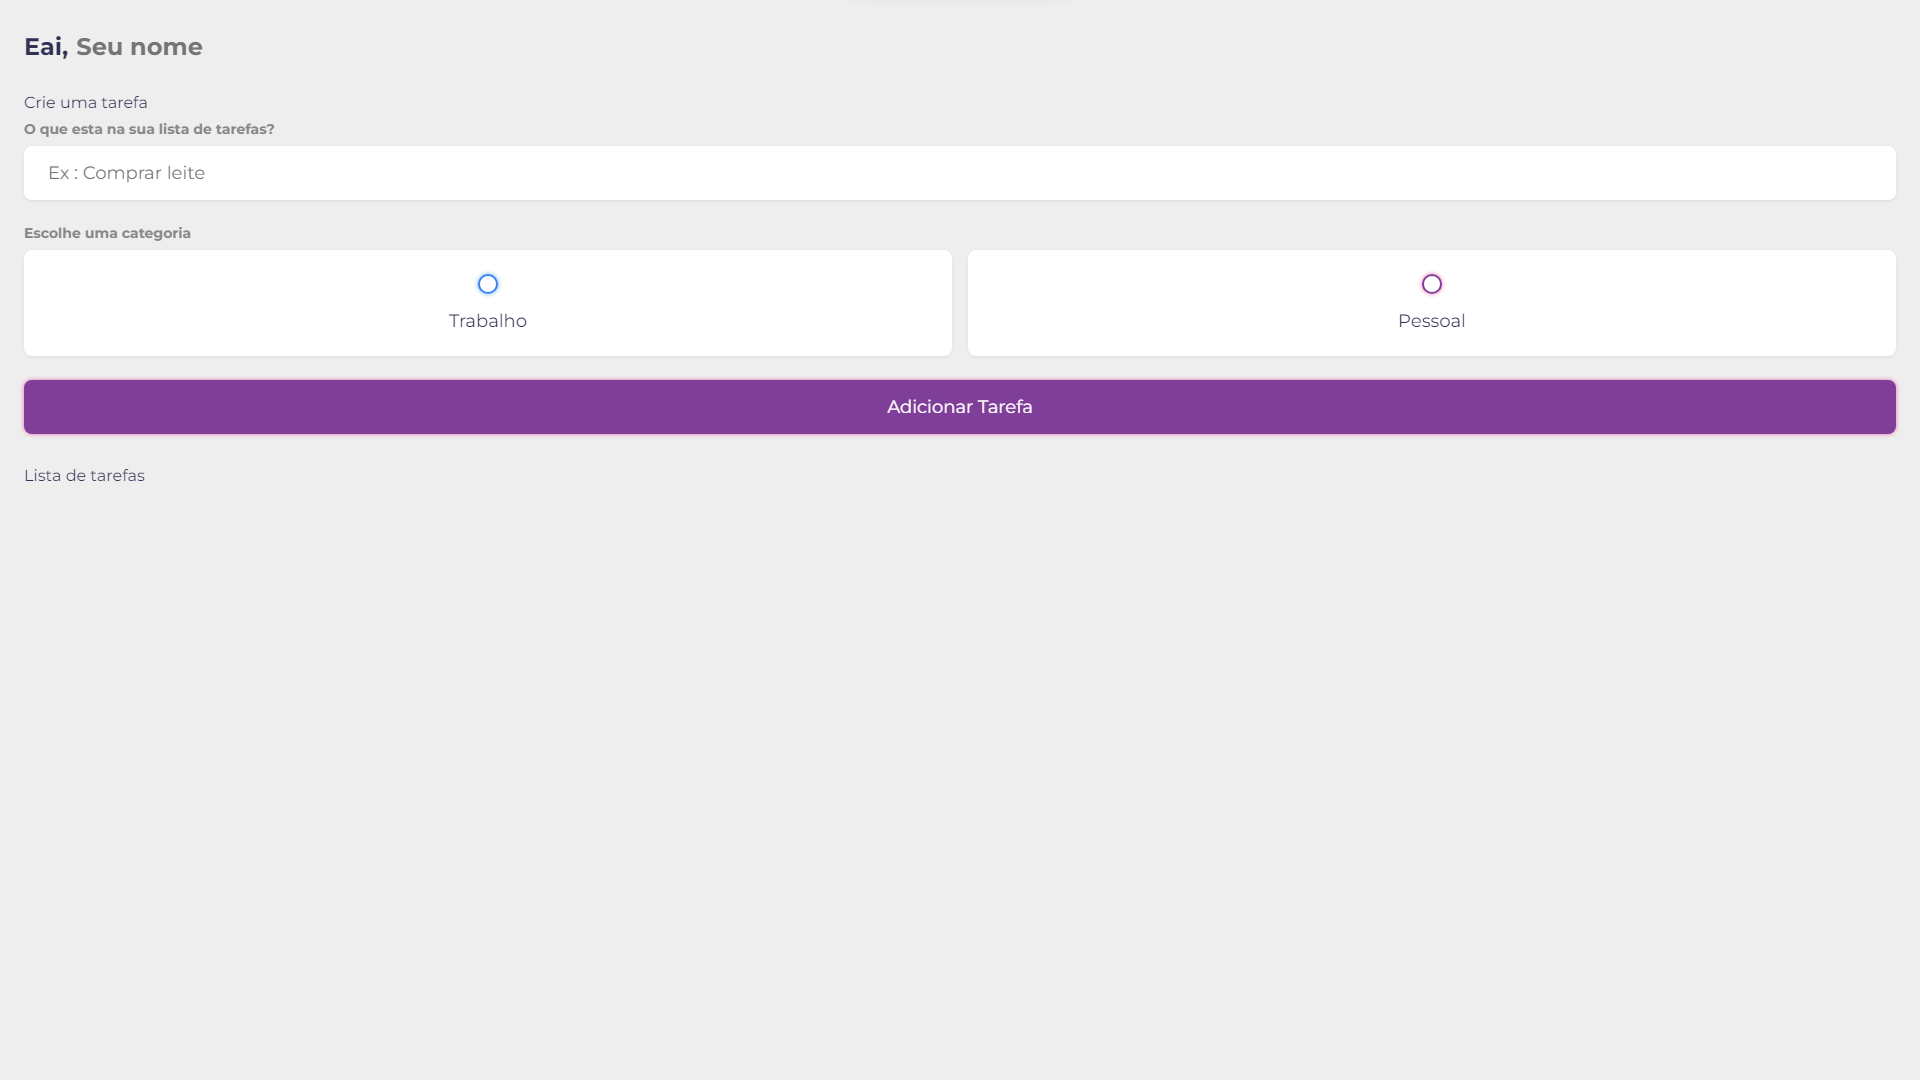 Eai, Seu nome
Crie uma tarefa
O que esta na sua lista de tarefas?
Ex : Comprar leite
Escolhe uma categoria
Trabalho
Pessoal
Adicionar Tarefa
Lista de tarefas